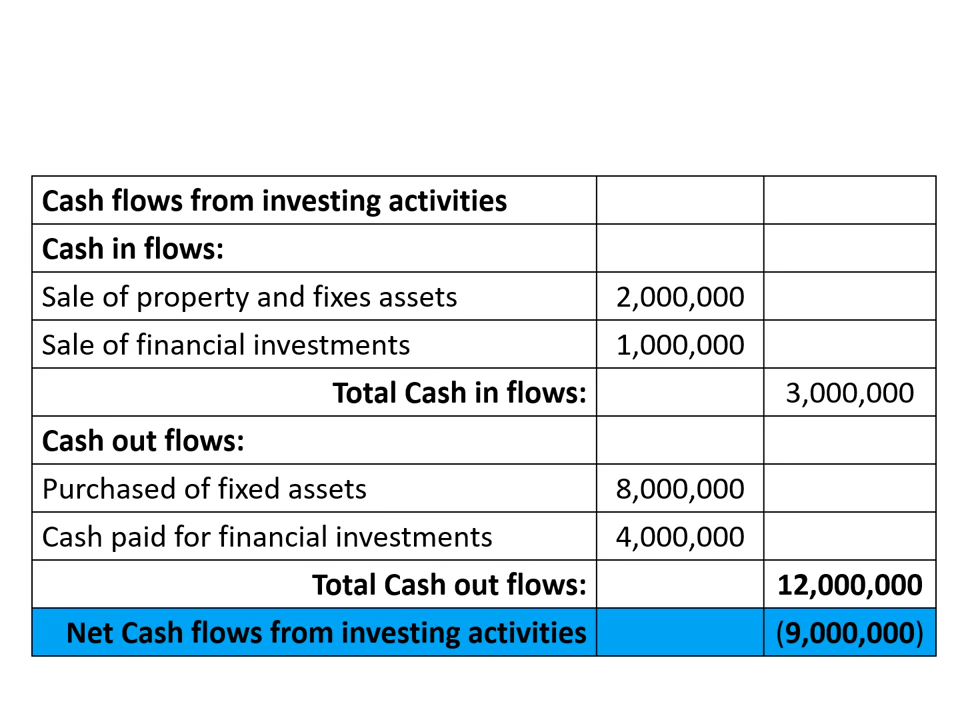 Cash flows from investing activities
Cash in flows:
Sale of property and fixes assets 2,000,000
Sale of financial investments 1,000,000
Total Cash in flows: 3,000,000
Cash out flows:
Purchased of fixed assets 8,000,000
Cash paid for financial investments 4,000,000
Total Cash out flows: 12,000,000
Net Cash flows from investing activities (9,000,000)